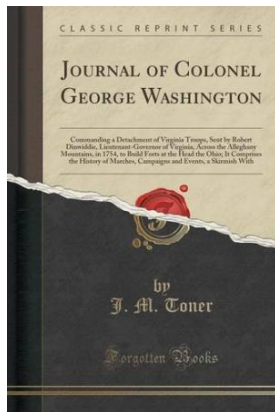 CLASSIC REPRINT SERIES
JOURNAL OF COLONEL
GEORGE WASHINGTON
Commanding a Detachment of Virginia Troops, Sent by Robert
Dinwiddie, Lieutenant-Governor of Virginia, Across the Alleghany
Mountains, in 1754, to Build Forts at the Head the Ohio; It Comprises
the History of Marches, Campaigns and Events, a Skirmish With
by
J. M. Toner
Forgotten Books